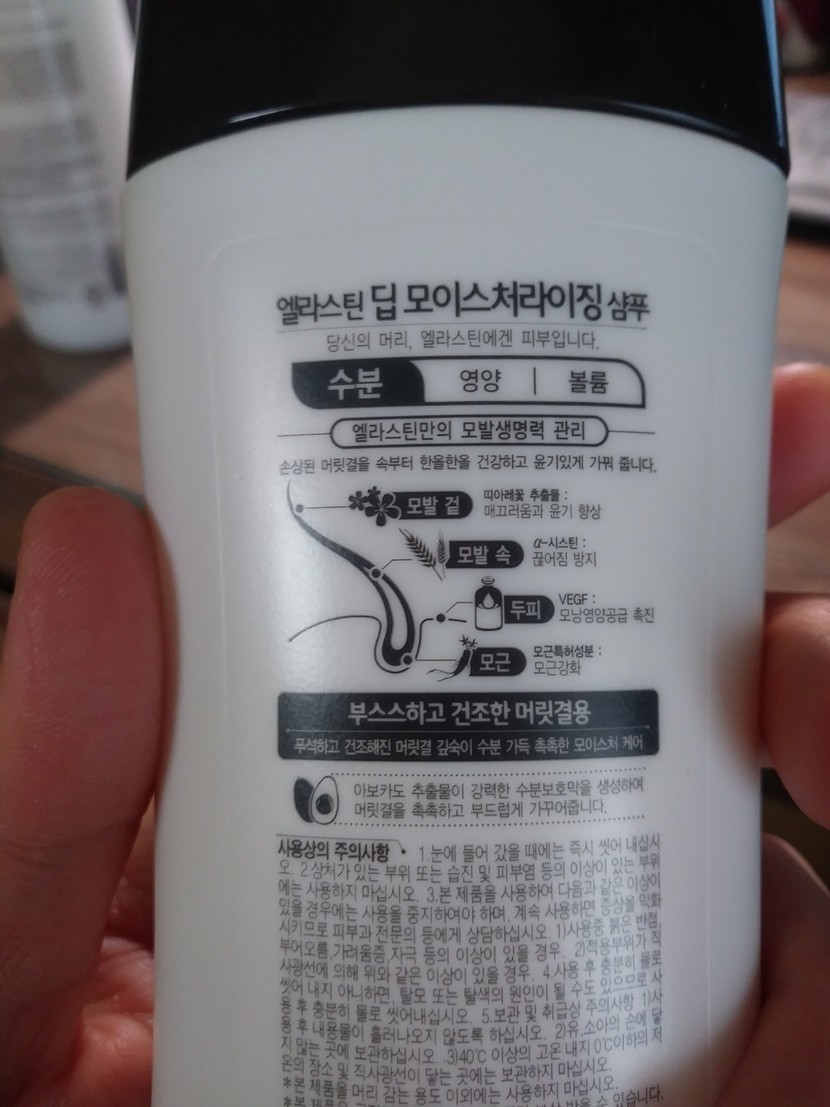 엘라스틴 딥 모이스처라이징 샴푸
당신의 머리, 엘라스틴에겐 피부입니다.
수분 영양 | 볼륨
엘라스틴만의 모발생명력 관리
손상된 머릿결을 속부터 한올한올 건강하고 윤기있게 가꿔 줍니다.
모발 겉 띠아레꽃 추출물 :
매끄러움과 윤기 향상
모발 속 α-시스틴 :
끊어짐 방지
두피 VEGF :
모낭영양공급 촉진
모근 모근특허성분 :
모근강화
부스스하고 건조한 머릿결용
푸석하고 건조해진 머릿결 깊숙이 수분 가득 촉촉한 모이스처 케어
아보카도 추출물이 강력한 수분보호막을 생성하여
머릿결을 촉촉하고 부드럽게 가꾸어줍니다.
사용상의 주의사항 1.눈에 들어 갔을 때에는 즉시 씻어 내십시
오. 2.상처가 있는 부위 또는 습진 및 피부염 등의 이상이 있는 부위
에는 사용하지 마십시오. 3.본 제품을 사용하여 다음과 같은 이상이
있을 경우에는 사용을 중지하여야 하며, 계속 사용하면 증상을 악화
시키므로 피부과 전문의 등에게 상담하십시오. 1)사용중 붉은 반점,
부어오름,가려움증,자극 등의 이상이 있을 경우, 2)적용부위가 직
사광선에 의해 위와 같은 이상이 있을 경우. 4.사용 후 충분히 물로
씻어 내지 아니하면, 탈모 또는 탈색의 원인이 될 수도 있으므로 사
용 후 충분히 물로 씻어내십시오. 5.보관 및 취급상 주의사항 1)사
용 후 내용물이 흘러나오지 않도록 하십시오. 2)유.소아의 손에 닿
지 않는 곳에 보관하십시오. .3)40℃ 이상의 고온 내지 0℃이하의 저
온의 장소 및 직사광선이 닿는 곳에는 보관하지 마십시오.
*본 제품을 머리 감는 용도 이외에는 사용하지 마십시오.